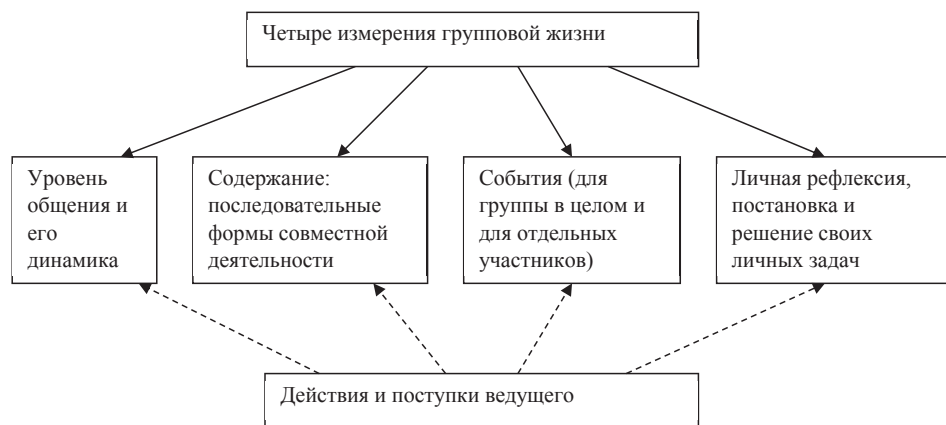 Четыре измерения групповой жизни
Уровень
общения и
его
динамика
Содержание:
последовательные
формы совместной
деятельности
События (для
группы в целом и
для отдельных
участников)
Личная рефлексия,
постановка и
решение своих
личных задач
Действия и поступки ведущего